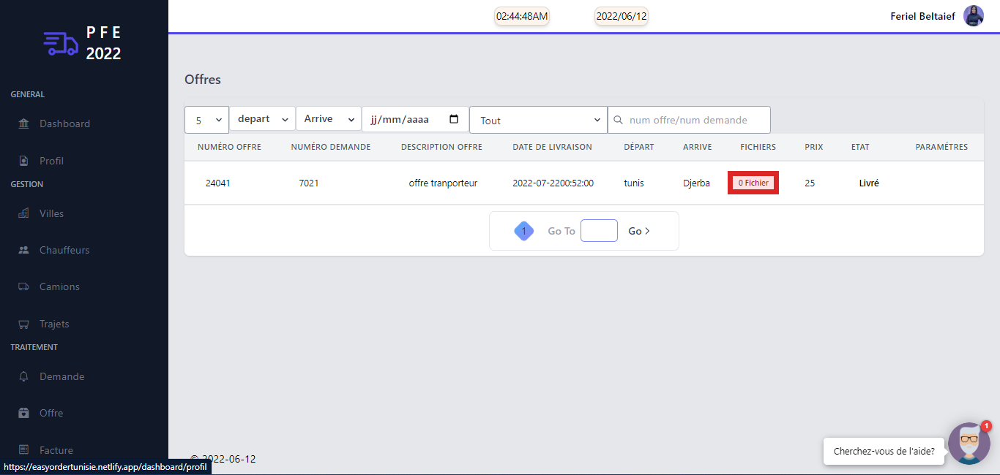 P F E
2022
02:44:48AM
2022/06/12
Feriel Beltaief
GENERAL
Dashboard
Profil
GESTION
Villes
Chauffeurs
Camions
Trajets
TRAITEMENT
Demande
Offre
Facture
https://easyordertunisie.netlify.app/dashboard/profil
Offres
5 depart Arrive jj/mm/aaaa Tout num offre/num demande
NUMÉRO OFFRE NUMÉRO DEMANDE DESCRIPTION OFFRE DATE DE LIVRAISON DÉPART ARRIVE FICHIERS PRIX ETAT PARAMÉTRES
24041 7021 offre tranporteur 2022-07-2200:52:00 tunis Djerba 0 Fichier 25 Livré
1 Go To Go >
© 2022-06-12
Cherchez-vous de l'aide?
1